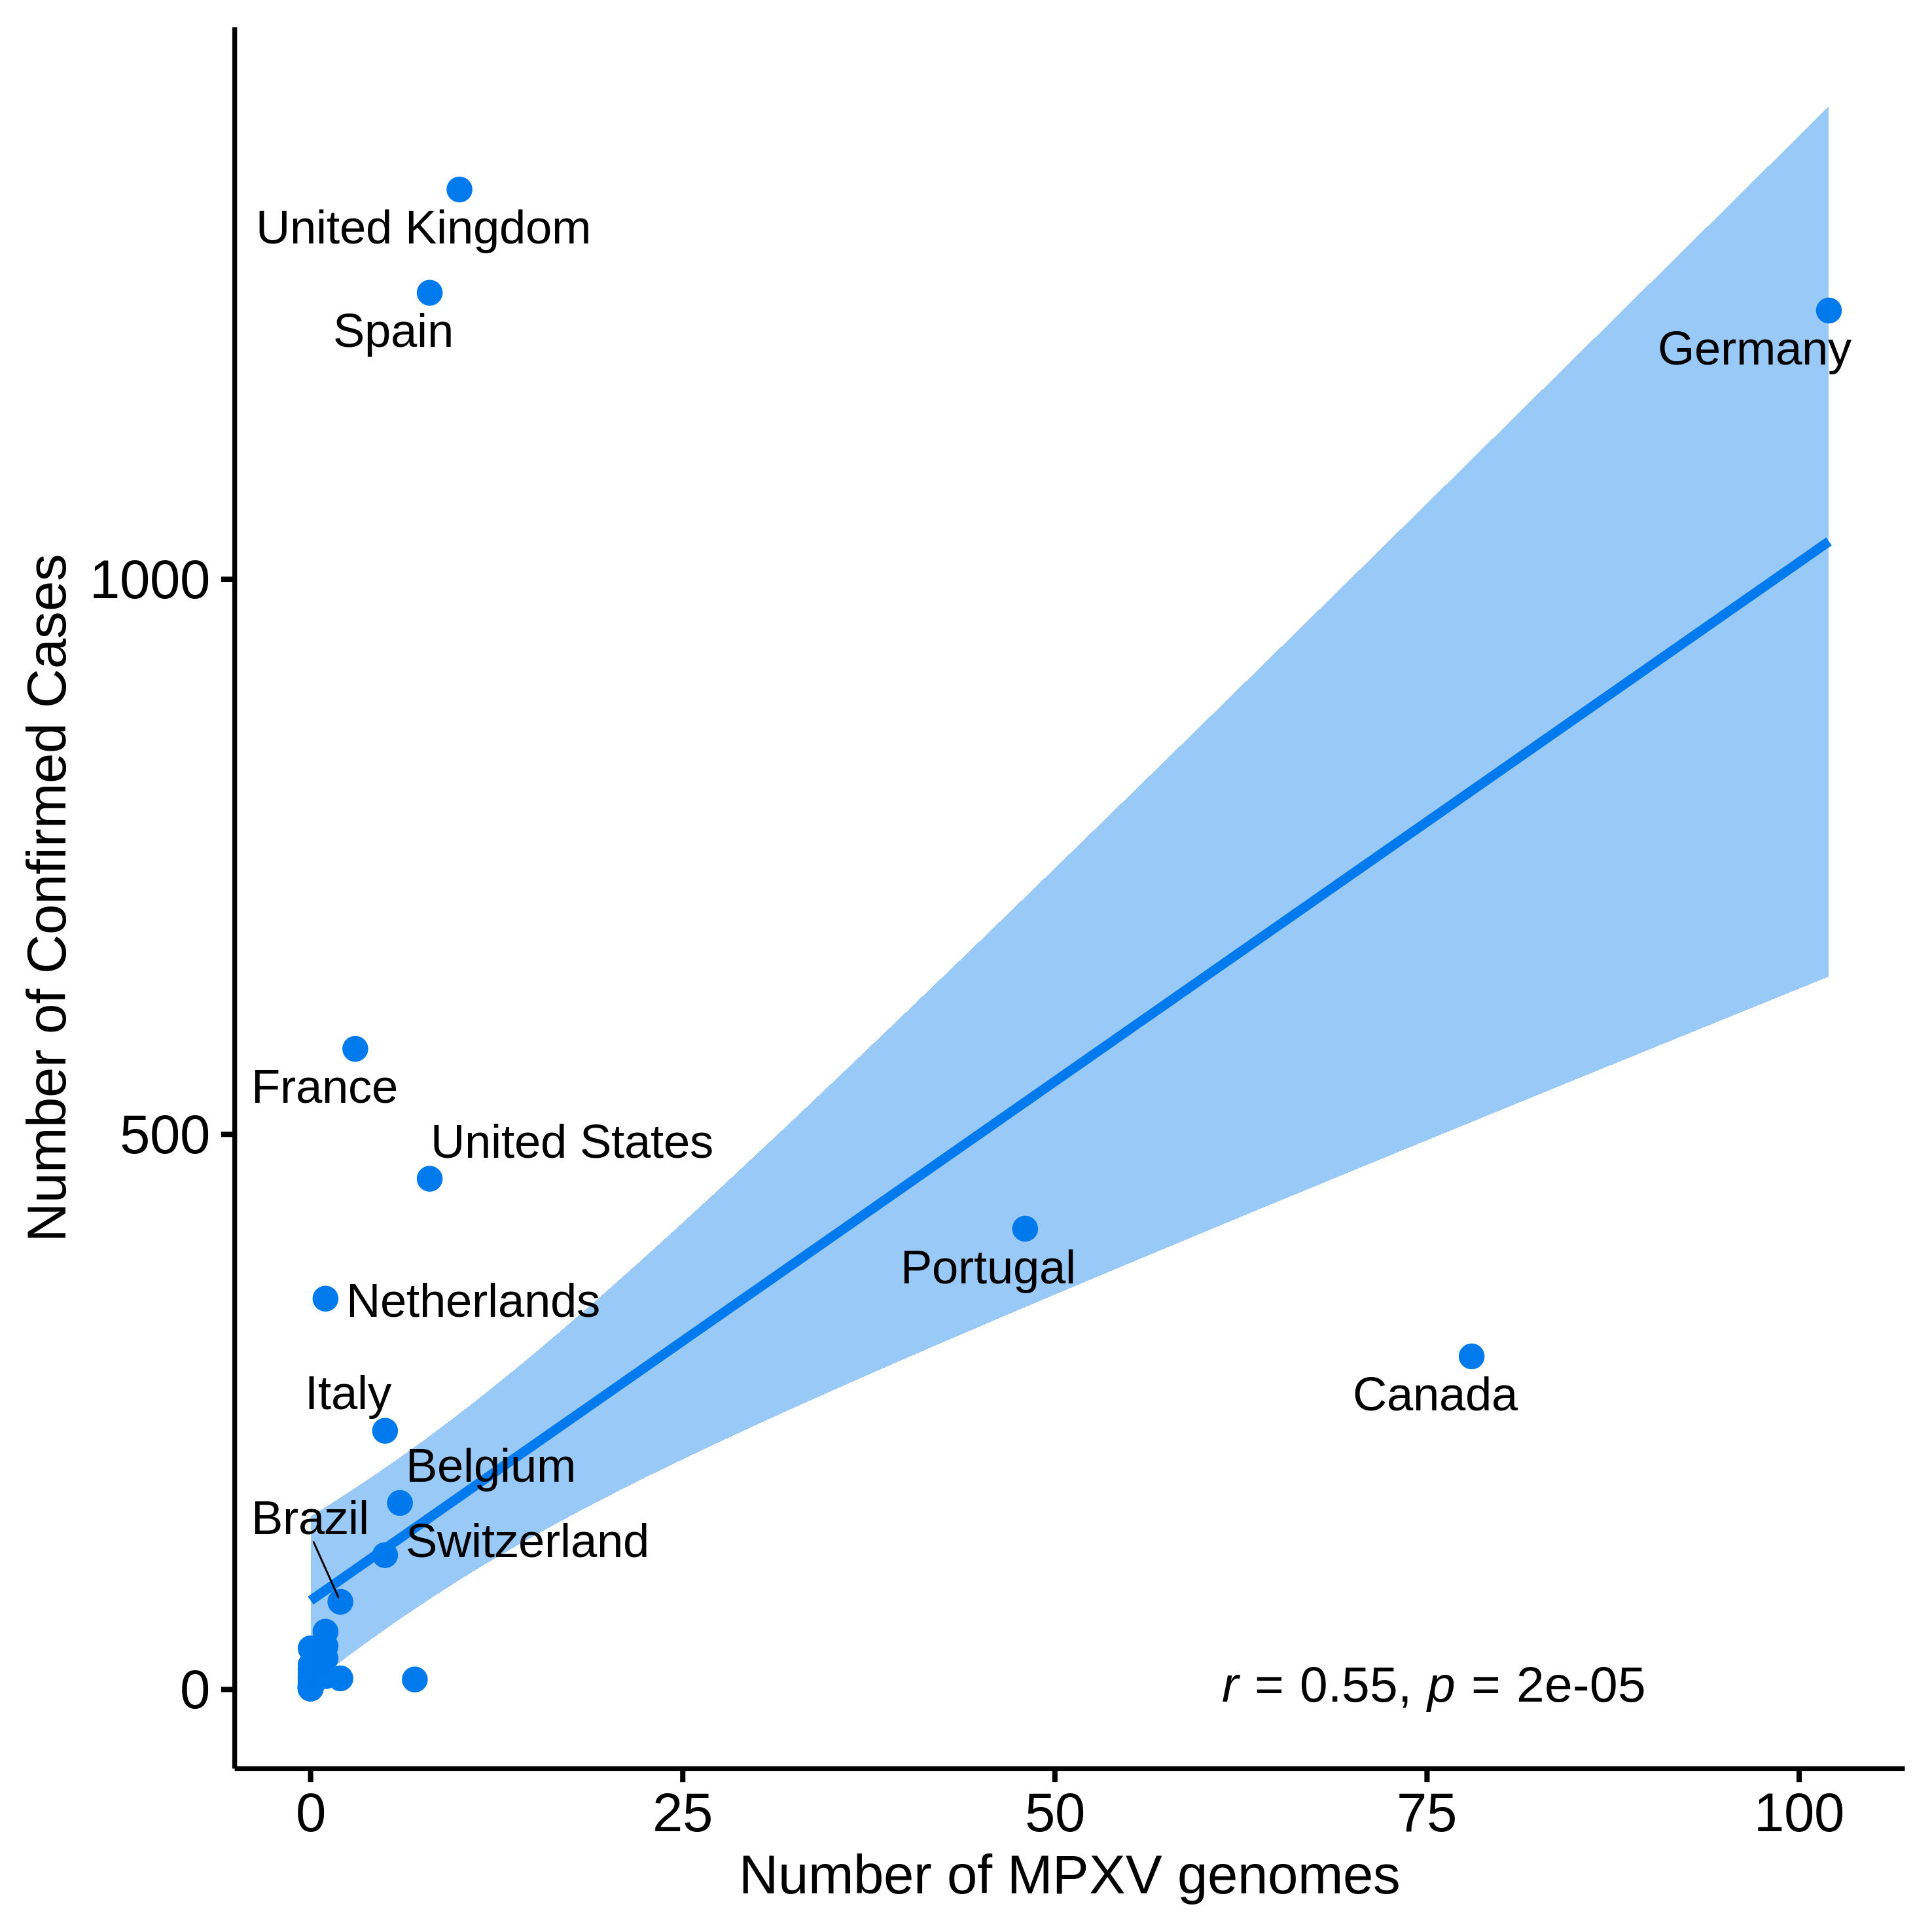 United Kingdom
Spain
Germany
1000
Number of Confirmed Cases
France
500
United States
Portugal
Netherlands
Italy
Canada
Belgium
Brazil
Switzerland
r = 0.55, p = 2e-05
0
0 25 50 75 100
Number of MPXV genomes